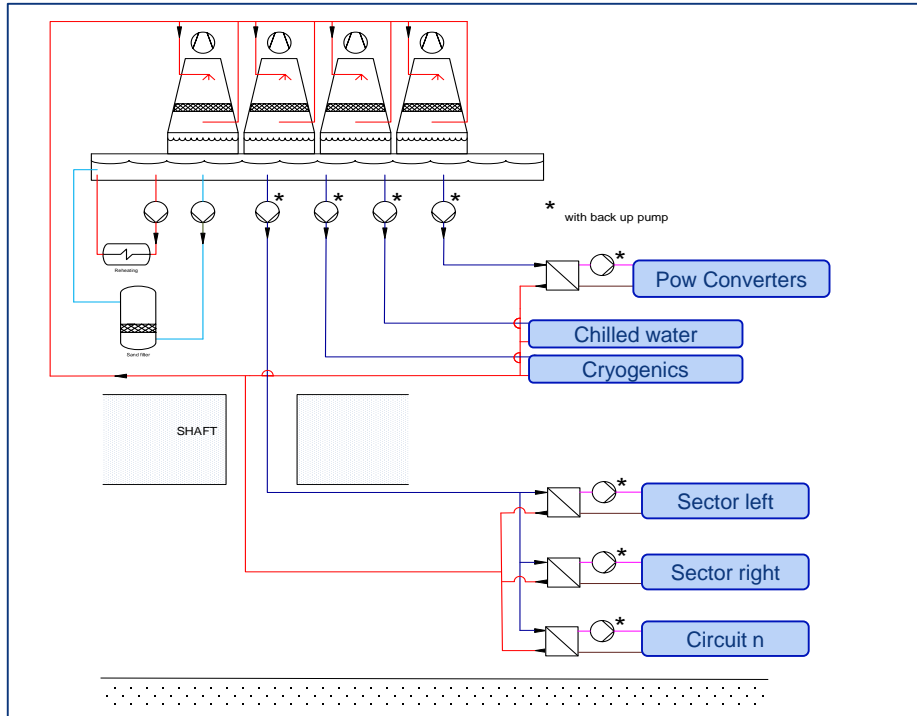 * * * *
* with back up pump
*
Pow Converters
Reheating
Chilled water
Sand filter
Cryogenics
SHAFT
*
Sector left
*
Sector right
*
Circuit n